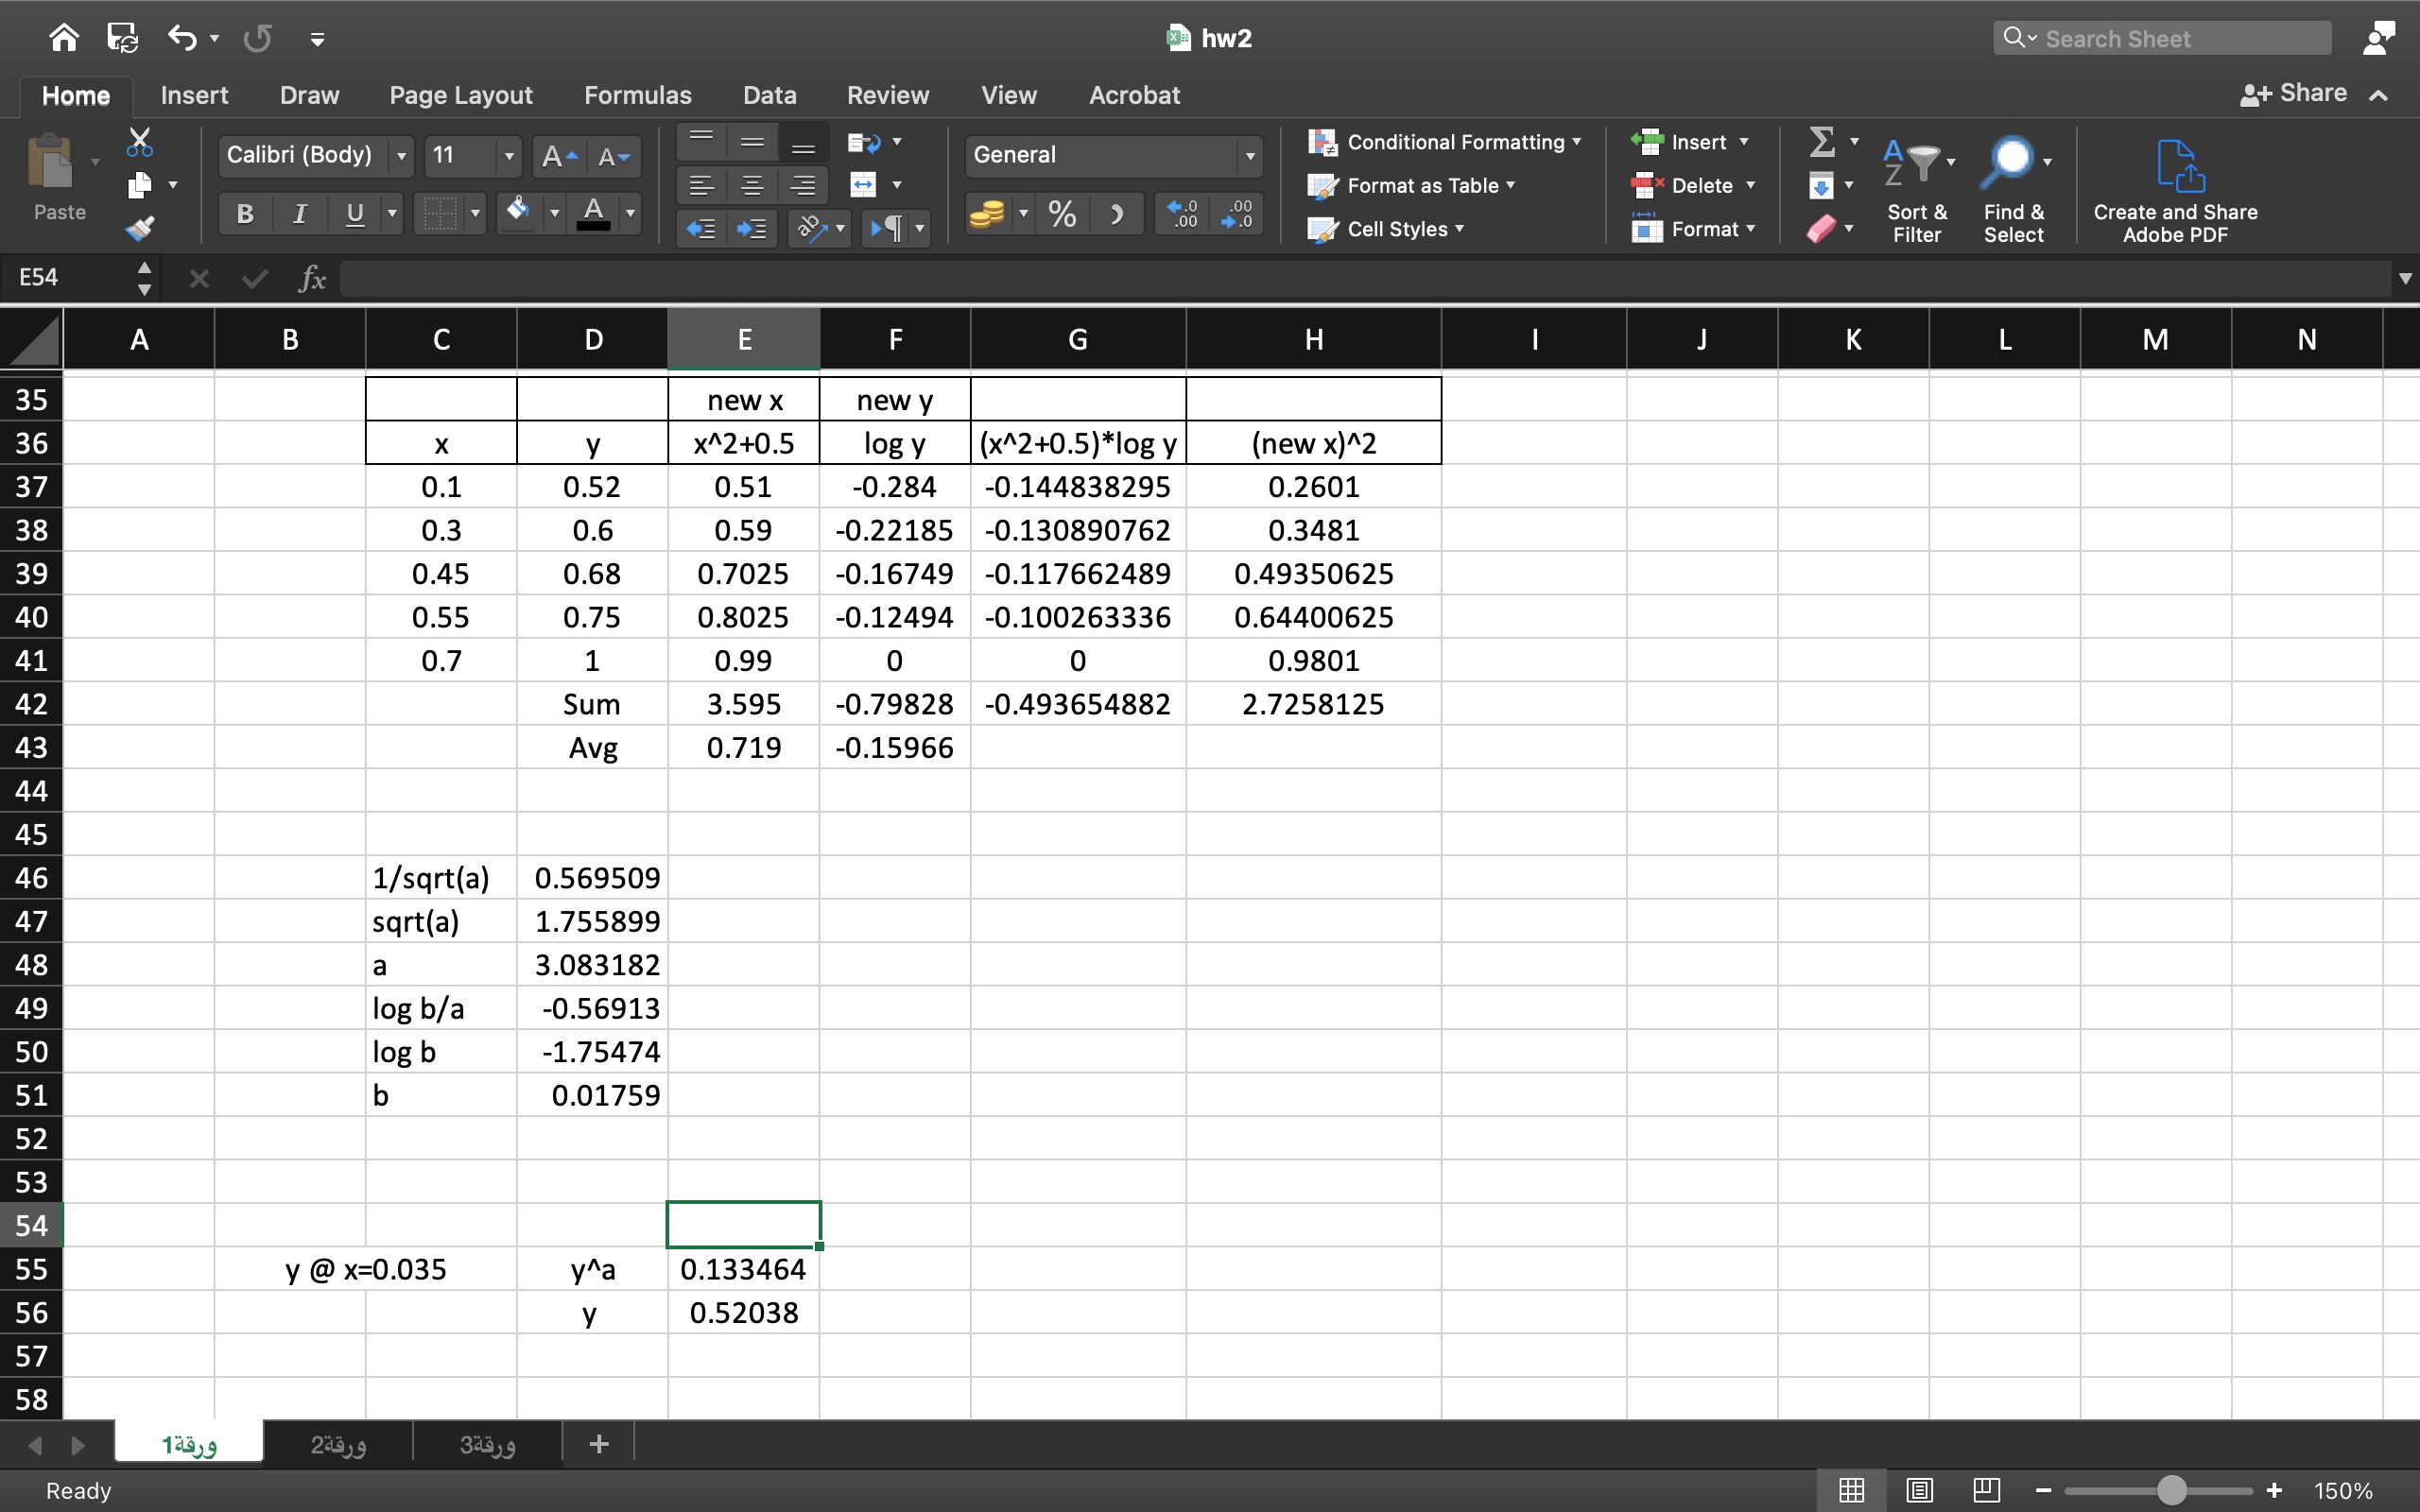 hw2
Search Sheet
Home Insert Draw Page Layout Formulas Data Review View Acrobat
Share
Paste
Calibri (Body) 11 A A
B I U A
General
% .0 .00 .00 .0
Conditional Formatting
Format as Table
Cell Styles
Insert
Delete
Format
Σ
A Z
Sort & Filter
Find & Select
Create and Share Adobe PDF
E54 fx
A B C D E F G H I J K L M N
35 new x new y
36 x y x^2+0.5 log y (x^2+0.5)*log y (new x)^2
37 0.1 0.52 0.51 -0.284 -0.144838295 0.2601
38 0.3 0.6 0.59 -0.22185 -0.130890762 0.3481
39 0.45 0.68 0.7025 -0.16749 -0.117662489 0.49350625
40 0.55 0.75 0.8025 -0.12494 -0.100263336 0.64400625
41 0.7 1 0.99 0 0 0.9801
42 Sum 3.595 -0.79828 -0.493654882 2.7258125
43 Avg 0.719 -0.15966
44
45
46 1/sqrt(a) 0.569509
47 sqrt(a) 1.755899
48 a 3.083182
49 log b/a -0.56913
50 log b -1.75474
51 b 0.01759
52
53
54
55 y @ x=0.035 y^a 0.133464
56 y 0.52038
57
58
ورقة1 ورقة2 ورقة3 +
Ready 150%